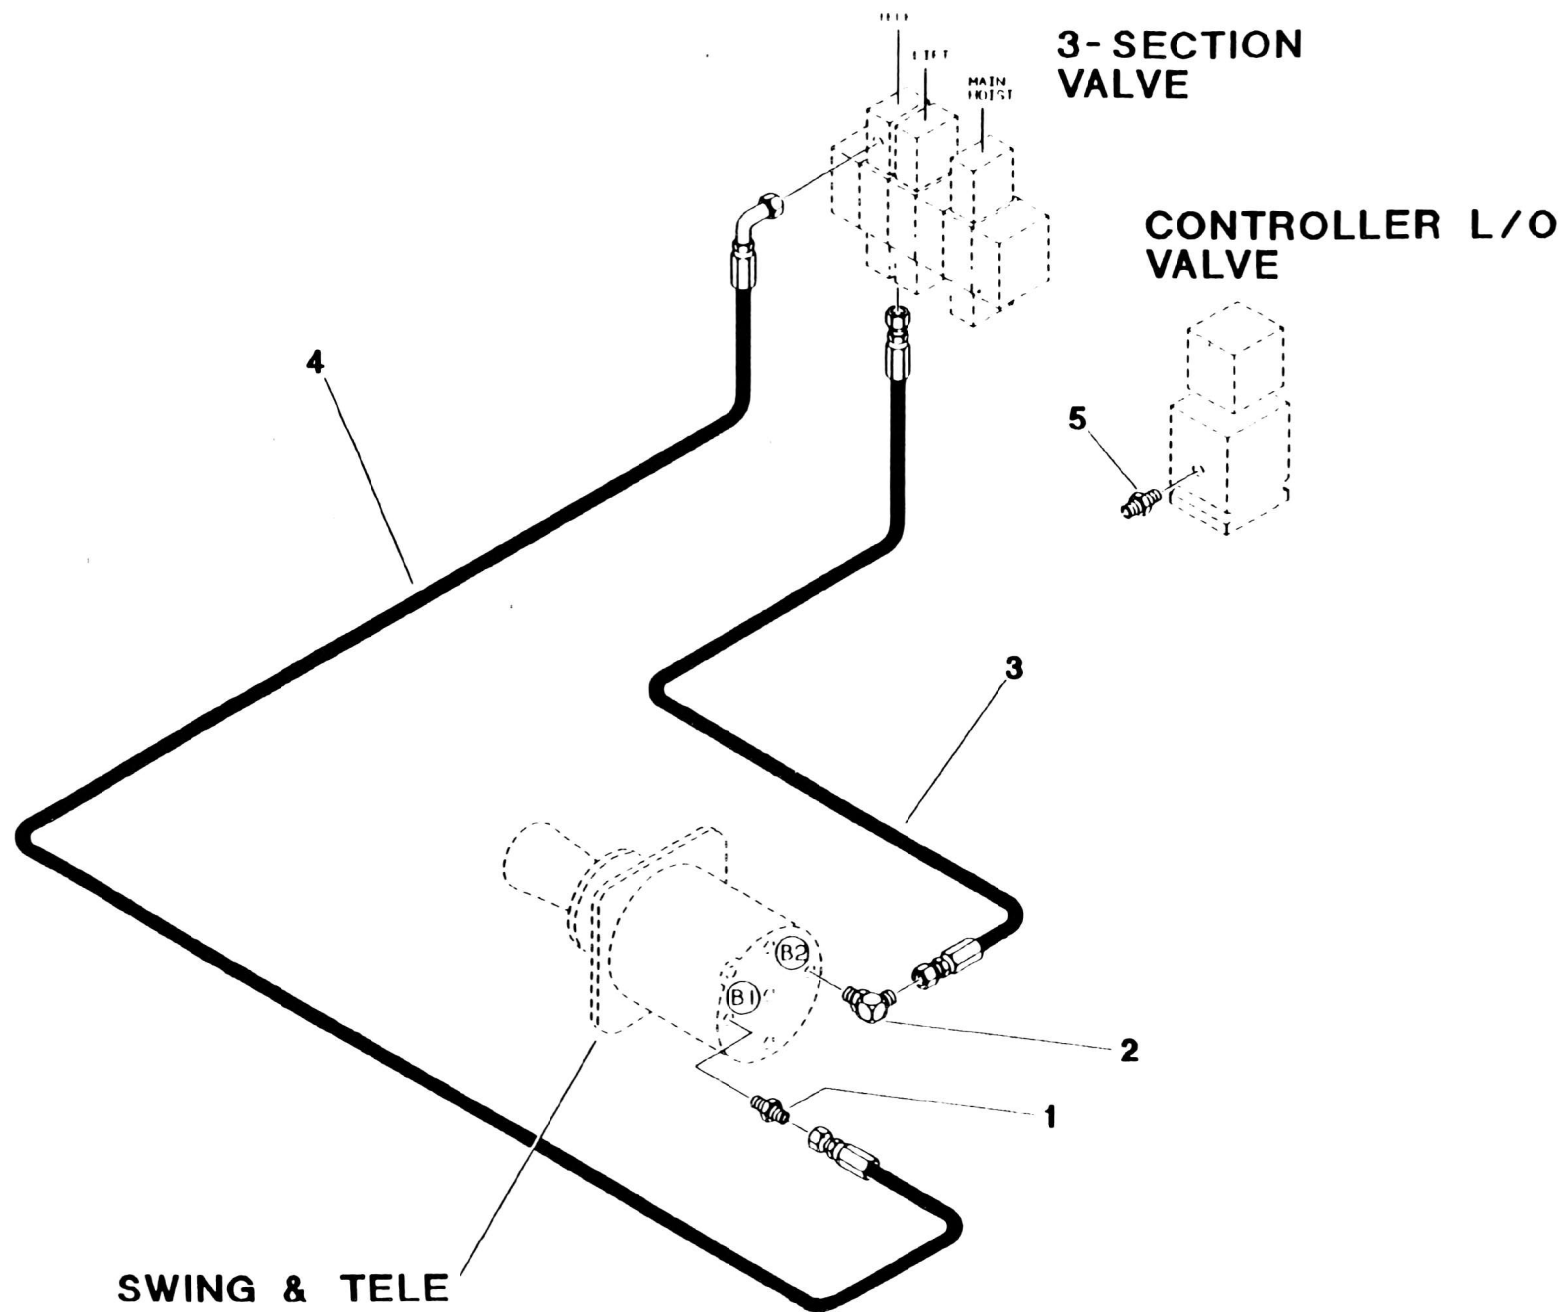 3-SECTION
VALVE
MAIN
HOIST
CONTROLLER L/O
VALVE
4
5
3
B2
B1
2
1
SWING & TELE